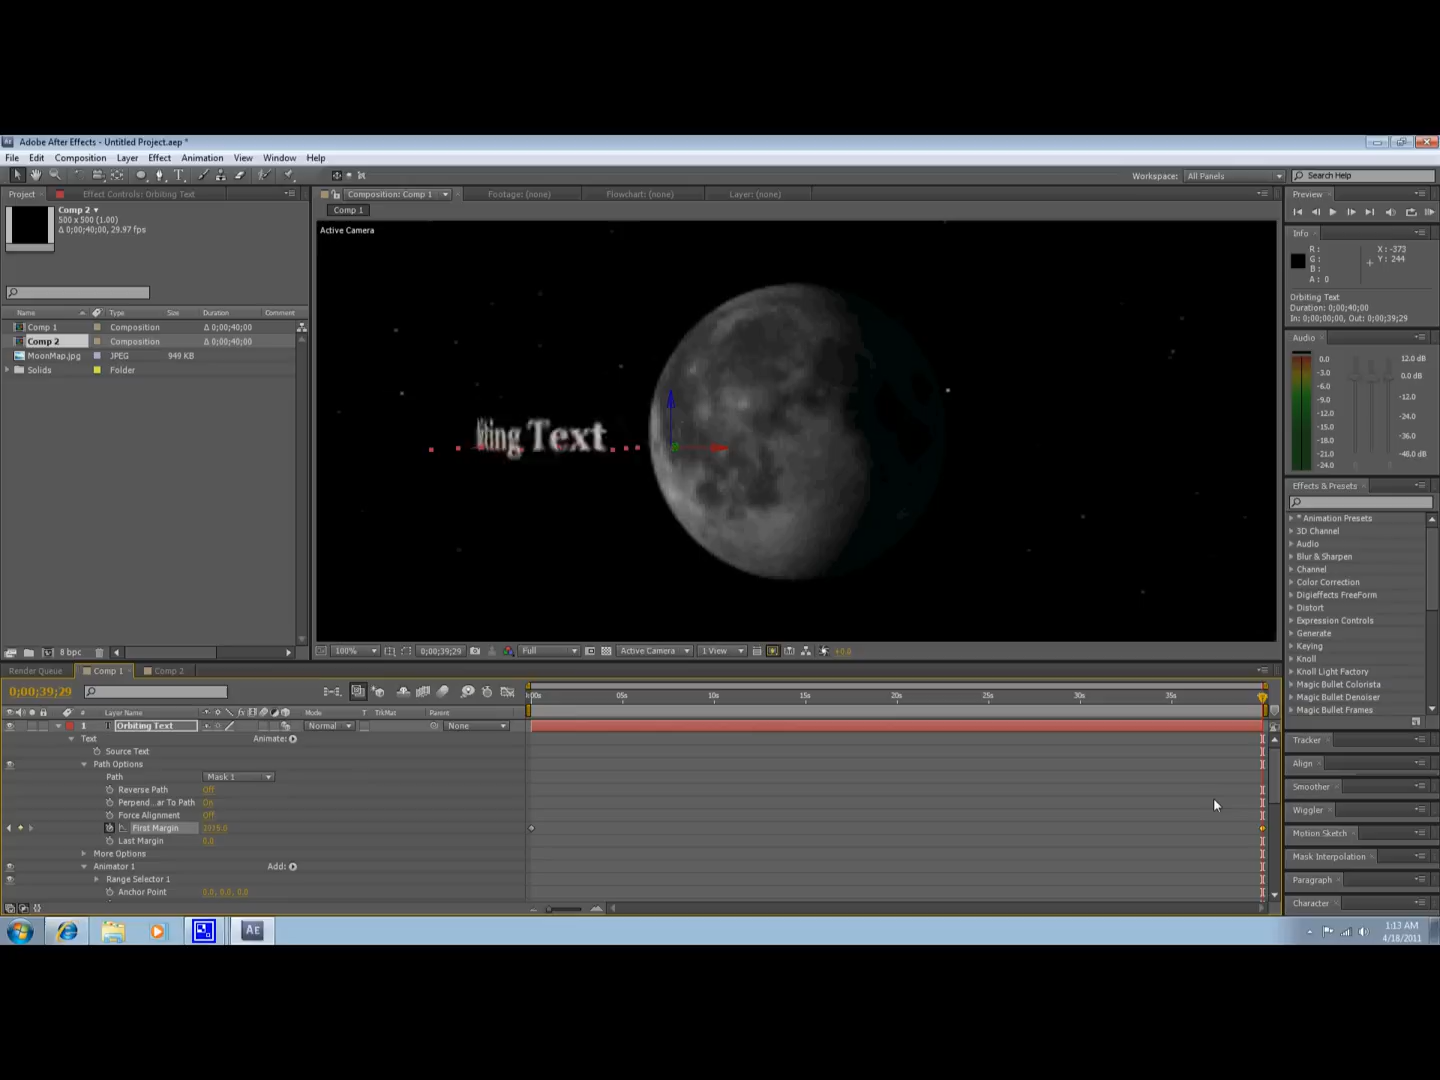 Adobe After Effects - Untitled Project.aep *
File Edit Composition Layer Effect Animation View Window Help
Workspace: All Panels Search Help
Project Effect Controls: Orbiting Text
Composition: Comp 1 Footage: (none) Flowchart: (none) Layer: (none)
Preview
Comp 2
500 x 500 (1.00)
Δ 0;00;40;00, 29.97 fps
Comp 1
Active Camera
Info
R :
G :
B :
A : 0
X : -373
Y : 244
Orbiting Text
Duration: 0;00;40;00
In: 0;00;00;00, Out: 0;00;39;29
Name Type Size Duration Comment
Comp 1 Composition Δ 0;00;40;00
Comp 2 Composition Δ 0;00;40;00
MoonMap.jpg JPEG 949 KB
Solids Folder
Audio
0.0 12.0 dB
-3.0 0.0 dB
-6.0
-9.0 -12.0
-12.0
-15.0 -24.0
-18.0 -36.0
-21.0
-24.0 -48.0 dB
biting Text
Effects & Presets
* Animation Presets
3D Channel
Audio
Blur & Sharpen
Channel
Color Correction
Digieffects FreeForm
Distort
Expression Controls
Generate
Keying
Knoll
Knoll Light Factory
Magic Bullet Colorista
Magic Bullet Denoiser
Magic Bullet Frames
8 bpc
100% 0;00;39;29 Full Active Camera 1 View +0.0
Render Queue Comp 1 Comp 2
0;00;39;29
05s 10s 15s 20s 25s 30s 35s
# Layer Name Mode T TrkMat Parent
1 T Orbiting Text Normal None
Text Animate:
Source Text
Path Options
Path Mask 1
Reverse Path Off
Perpend...ar To Path On
Force Alignment Off
First Margin
Last Margin 0.0
More Options
Animator 1 Add:
Range Selector 1
Anchor Point 0.0, 0.0, 0.0
Tracker
Align
Smoother
Wiggler
Motion Sketch
Mask Interpolation
Paragraph
Character
AE
1:13 AM
4/18/2011